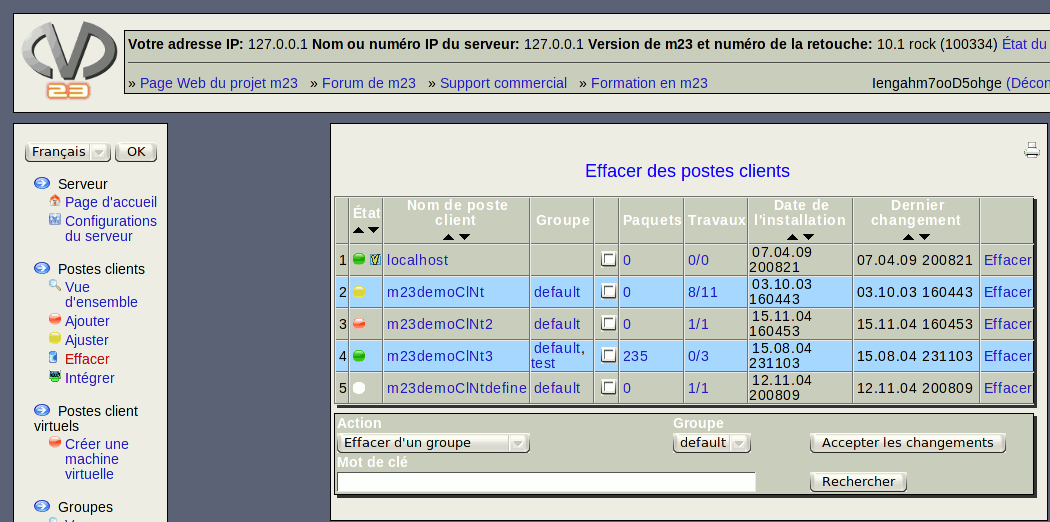 23
Votre adresse IP: 127.0.0.1 Nom ou numéro IP du serveur: 127.0.0.1 Version de m23 et numéro de la retouche: 10.1 rock (100334) État du
» Page Web du projet m23 » Forum de m23 » Support commercial » Formation en m23 Iengahm7ooD5ohge (Décon
Français OK
Serveur
Page d'accueil
Configurations
du serveur
Postes clients
Vue
d'ensemble
Ajouter
Ajuster
Effacer
Intégrer
Postes client
virtuels
Créer une
machine
virtuelle
Groupes
Effacer des postes clients
État Nom de poste client Groupe Paquets Travaux Date de l'installation Dernier changement
1 localhost 0 0/0 07.04.09 200821 07.04.09 200821 Effacer
2 m23demoClNt default 0 8/11 03.10.03 160443 03.10.03 160443 Effacer
3 m23demoClNt2 default 0 1/1 15.11.04 160453 15.11.04 160453 Effacer
4 m23demoClNt3 default, test 235 0/3 15.08.04 231103 15.08.04 231103 Effacer
5 m23demoClNtdefine default 0 1/1 12.11.04 200809 12.11.04 200809 Effacer
Action Groupe
Effacer d'un groupe default Accepter les changements
Mot de clé
Rechercher